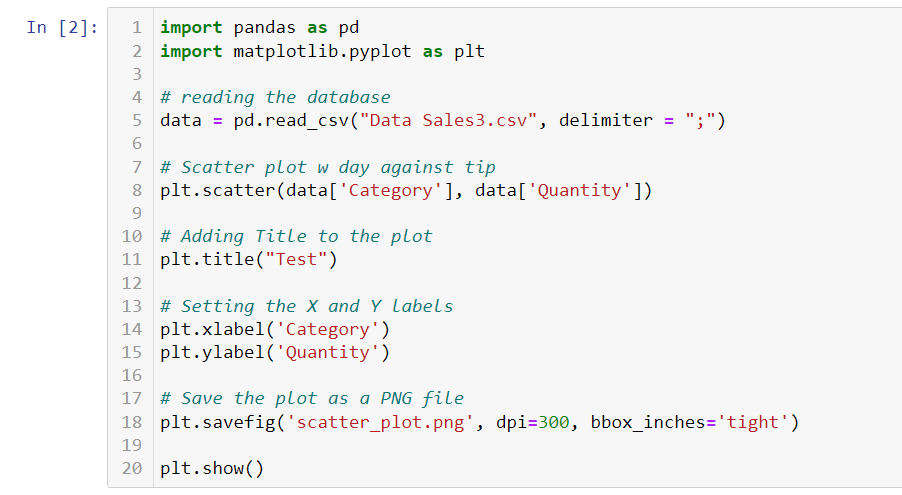 In [2]:
1 import pandas as pd
2 import matplotlib.pyplot as plt
3
4 # reading the database
5 data = pd.read_csv("Data Sales3.csv", delimiter = ";")
6
7 # Scatter plot w day against tip
8 plt.scatter(data['Category'], data['Quantity'])
9
10 # Adding Title to the plot
11 plt.title("Test")
12
13 # Setting the X and Y labels
14 plt.xlabel('Category')
15 plt.ylabel('Quantity')
16
17 # Save the plot as a PNG file
18 plt.savefig('scatter_plot.png', dpi=300, bbox_inches='tight')
19
20 plt.show()